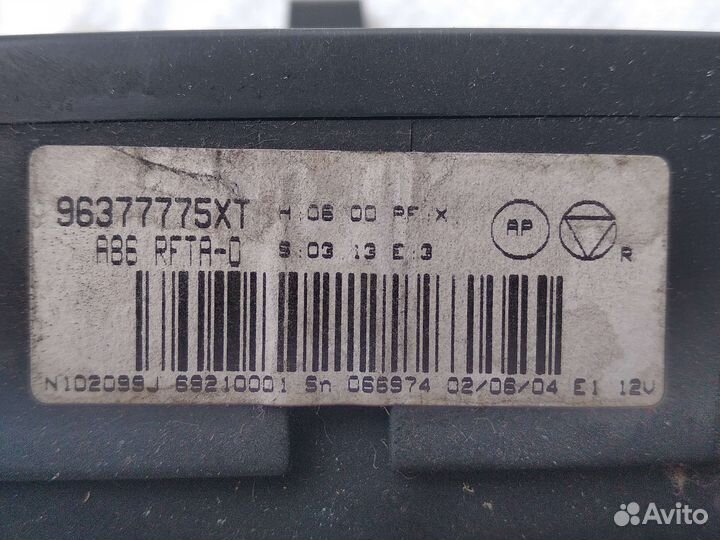 96377775XT H:06 00 PF:X
A86 RFTA-D S:03 13 E:3
AP
R
N102099J 69210001 Sn 066974 02/06/04 E1 12V
Avito